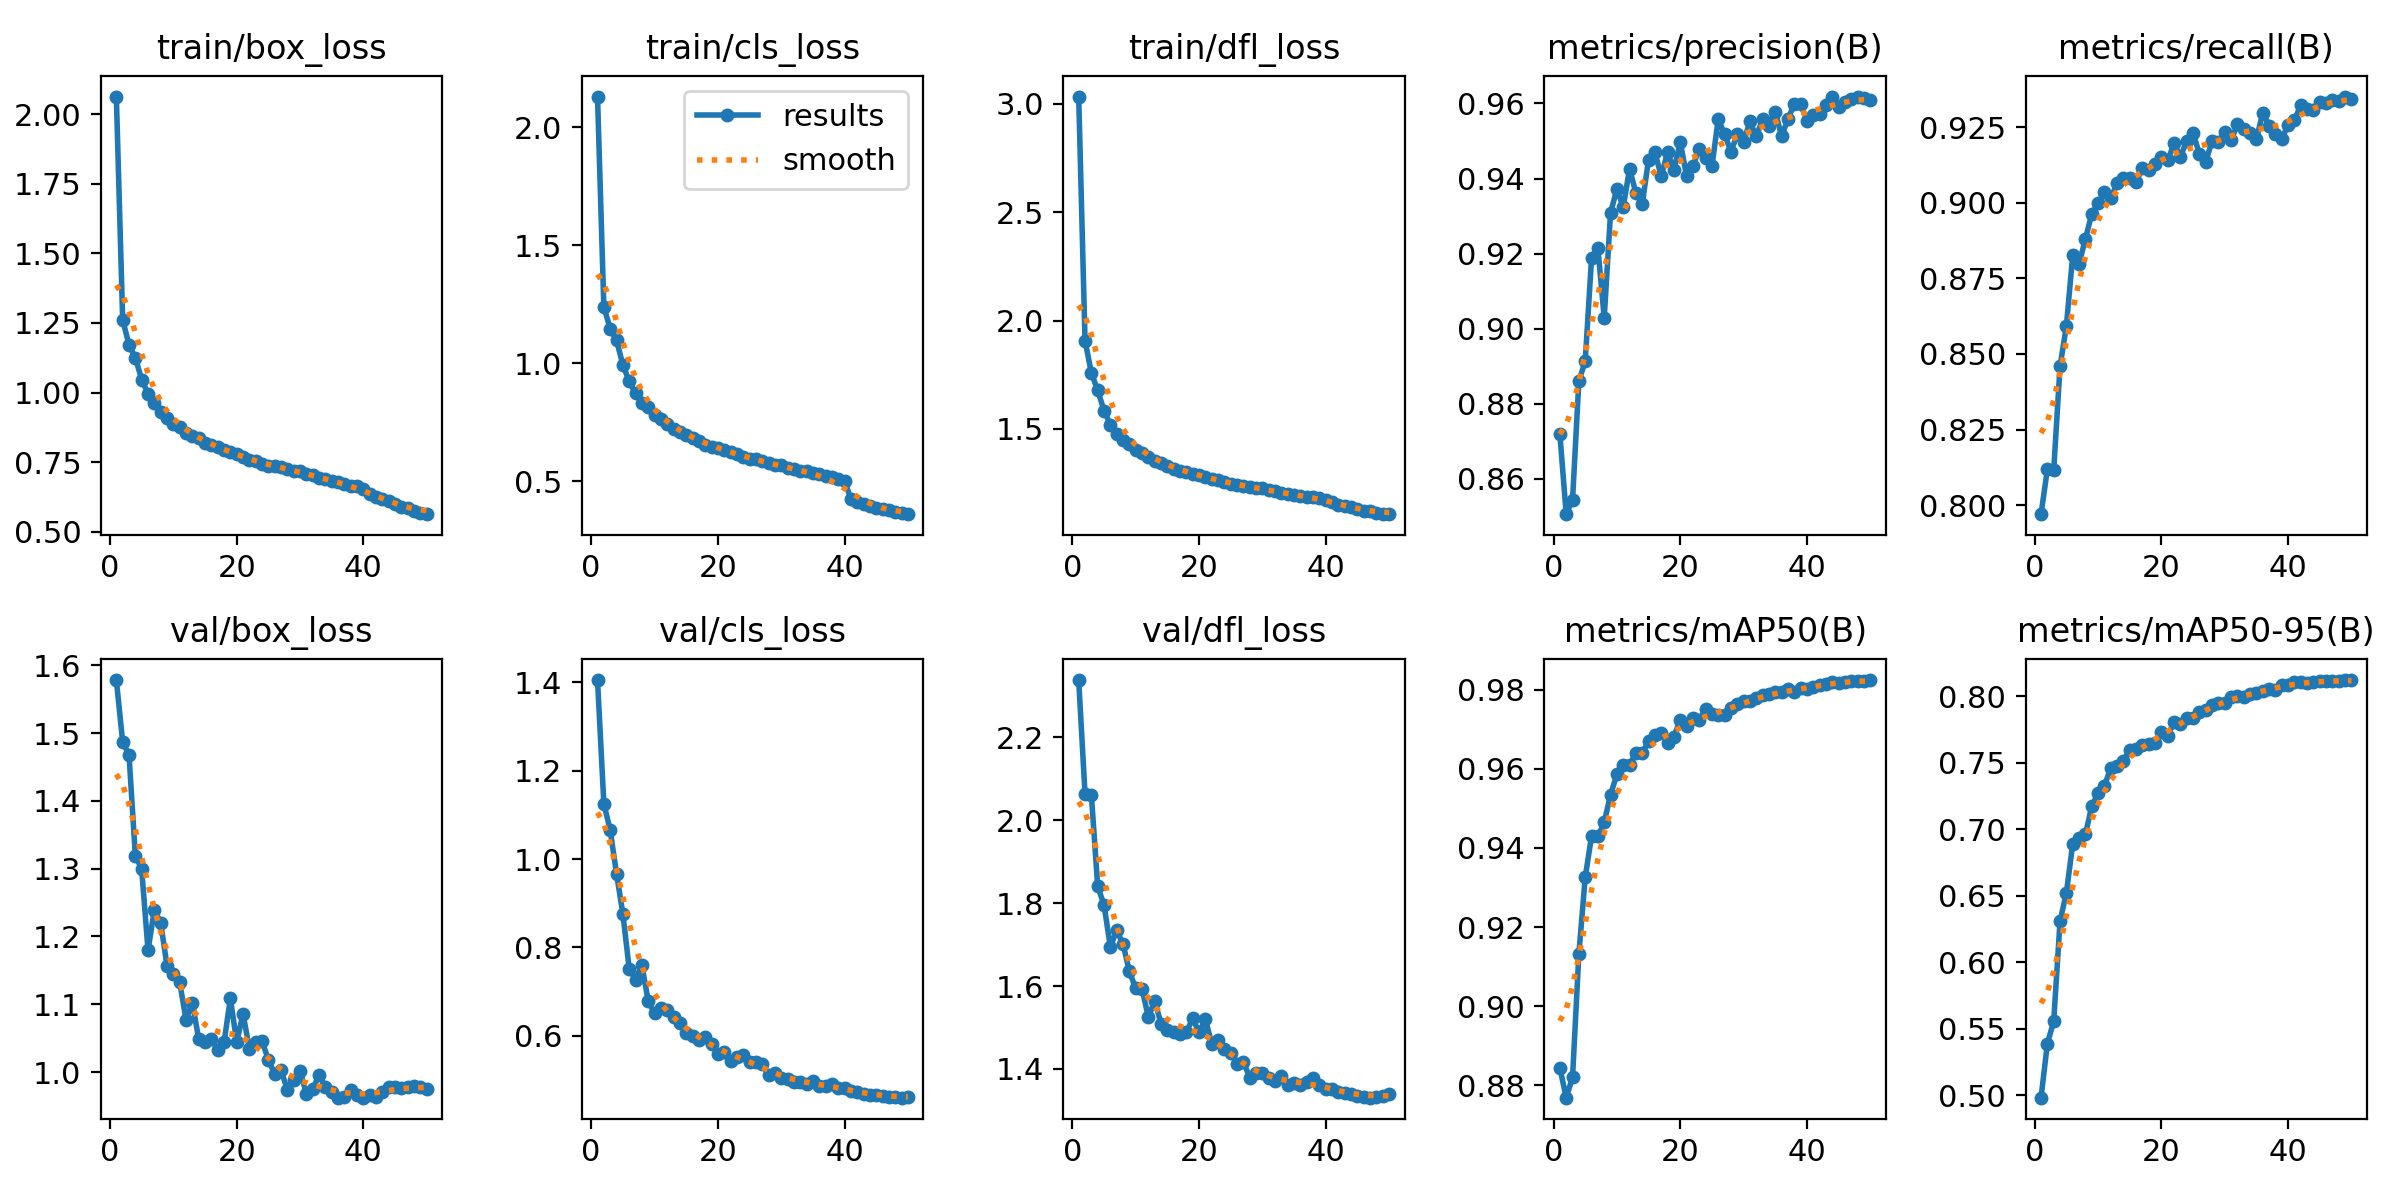 train/box_loss
train/cls_loss
train/dfl_loss
metrics/precision(B)
metrics/recall(B)
2.00
1.75
1.50
1.25
1.00
0.75
0.50
0 20 40
2.0
1.5
1.0
0.5
results
smooth
0 20 40
3.0
2.5
2.0
1.5
0 20 40
0.96
0.94
0.92
0.90
0.88
0.86
0 20 40
0.925
0.900
0.875
0.850
0.825
0.800
0 20 40
val/box_loss
val/cls_loss
val/dfl_loss
metrics/mAP50(B)
metrics/mAP50-95(B)
1.6
1.5
1.4
1.3
1.2
1.1
1.0
0 20 40
1.4
1.2
1.0
0.8
0.6
0 20 40
2.2
2.0
1.8
1.6
1.4
0 20 40
0.98
0.96
0.94
0.92
0.90
0.88
0 20 40
0.80
0.75
0.70
0.65
0.60
0.55
0.50
0 20 40